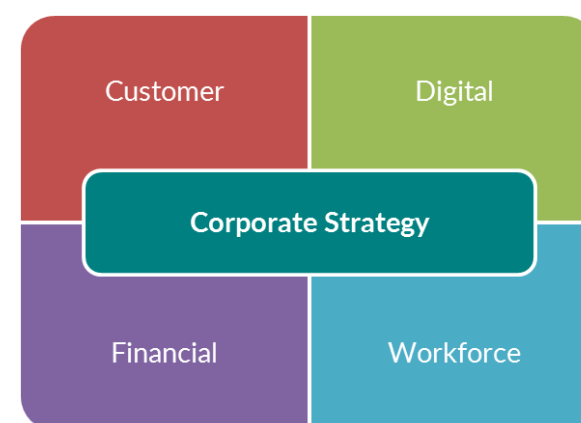 Customer
Digital
Corporate Strategy
Financial
Workforce